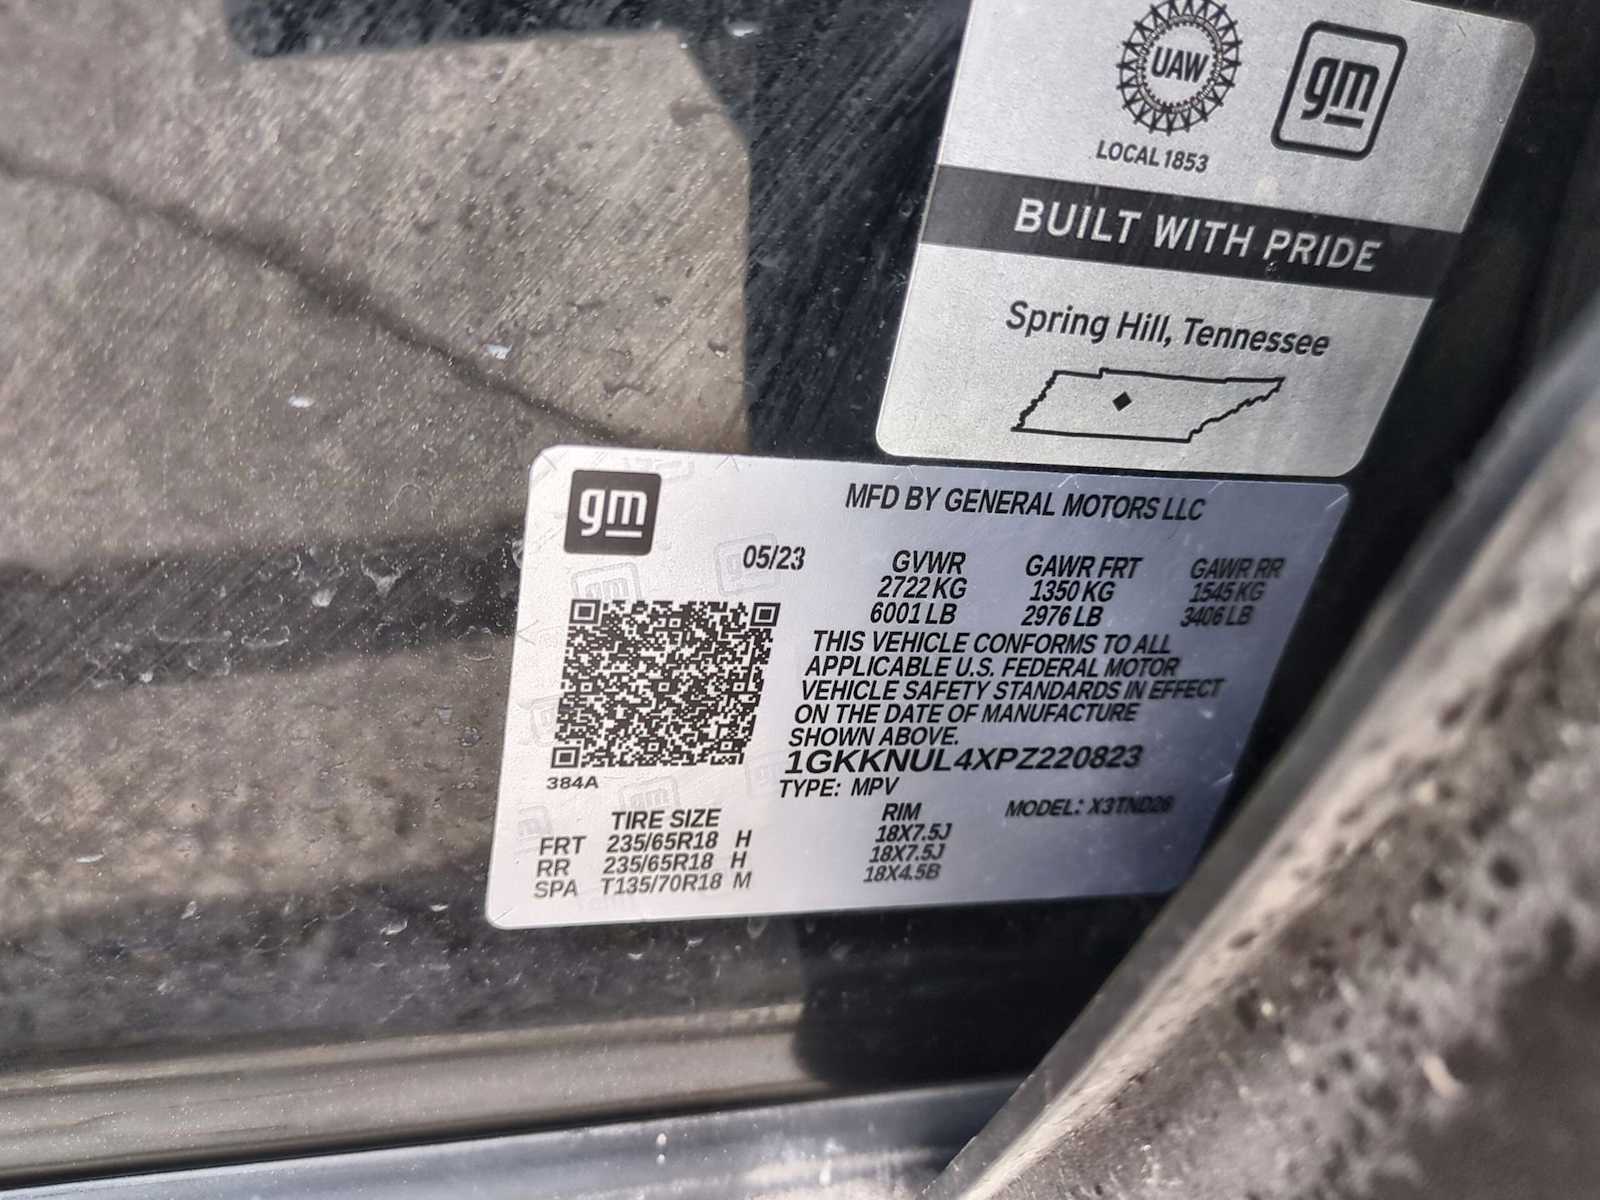 UAW
gm
LOCAL 1853
BUILT WITH PRIDE
Spring Hill, Tennessee
gm
MFD BY GENERAL MOTORS LLC
05/23 GVWR GAWR FRT GAWR RR
2722 KG 1350 KG 1545 KG
6001 LB 2976 LB 3406 LB
THIS VEHICLE CONFORMS TO ALL
APPLICABLE U.S. FEDERAL MOTOR
VEHICLE SAFETY STANDARDS IN EFFECT
ON THE DATE OF MANUFACTURE
SHOWN ABOVE.
1GKKNUL4XPZ220823
384A
TYPE: MPV MODEL: X3TND26
TIRE SIZE RIM
FRT 235/65R18 H 18X7.5J
RR 235/65R18 H 18X7.5J
SPA T135/70R18 M 18X4.5B